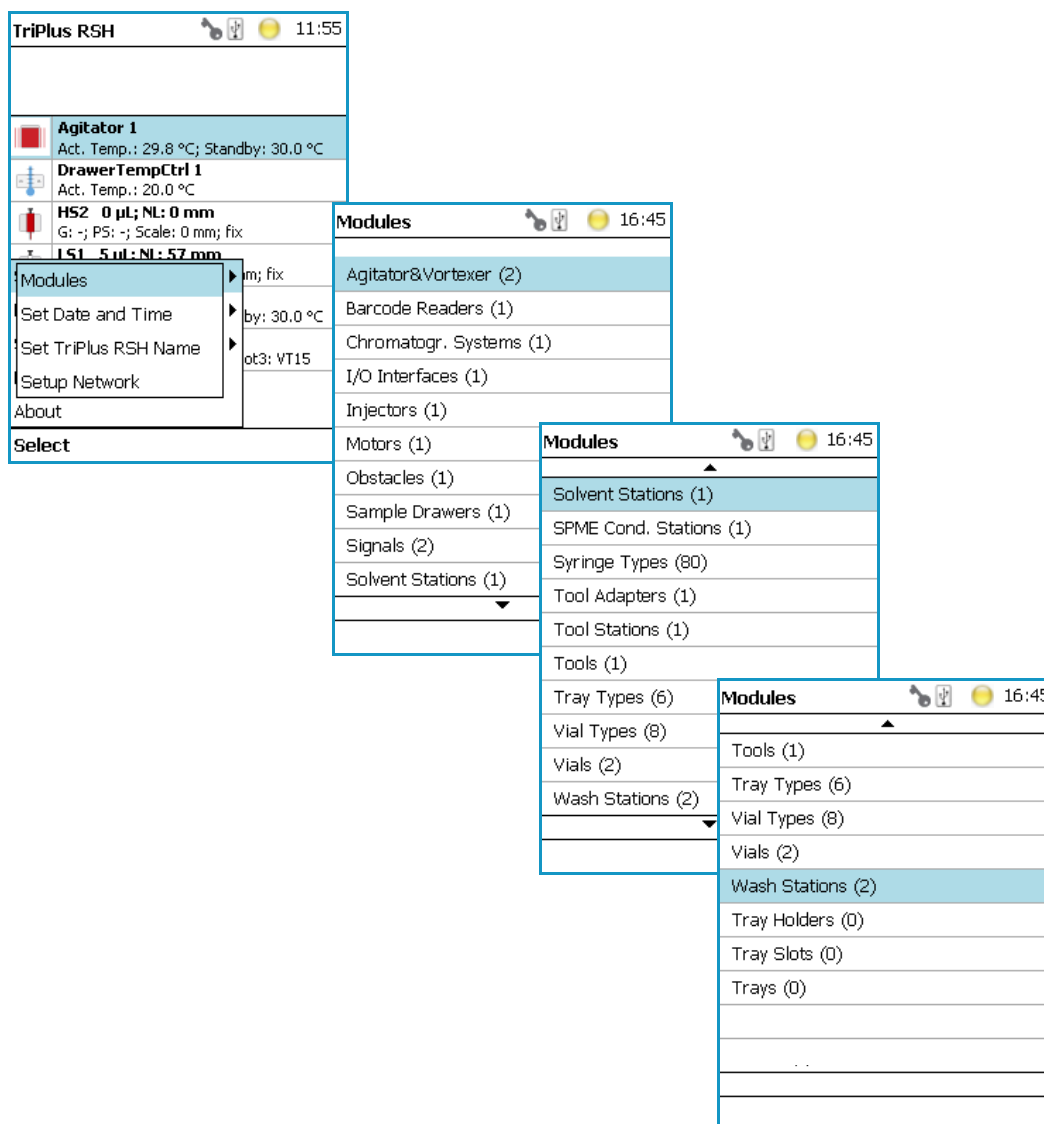 TriPlus RSH 11:55
Agitator 1
Act. Temp.: 29.8 °C; Standby: 30.0 °C
DrawerTempCtrl 1
Act. Temp.: 20.0 °C
HS2 0 µL; NL: 0 mm
G: -; PS: -; Scale: 0 mm; fix
LS1 5 µL; NL: 57 mm
m; fix
by: 30.0 °C
ot3: VT15
Modules
Set Date and Time
Set TriPlus RSH Name
Setup Network
About
Select
Modules 16:45
Agitator&Vortexer (2)
Barcode Readers (1)
Chromatogr. Systems (1)
I/O Interfaces (1)
Injectors (1)
Motors (1)
Obstacles (1)
Sample Drawers (1)
Signals (2)
Solvent Stations (1)
Modules 16:45
Solvent Stations (1)
SPME Cond. Stations (1)
Syringe Types (80)
Tool Adapters (1)
Tool Stations (1)
Tools (1)
Tray Types (6)
Vial Types (8)
Vials (2)
Wash Stations (2)
Modules 16:45
Tools (1)
Tray Types (6)
Vial Types (8)
Vials (2)
Wash Stations (2)
Tray Holders (0)
Tray Slots (0)
Trays (0)